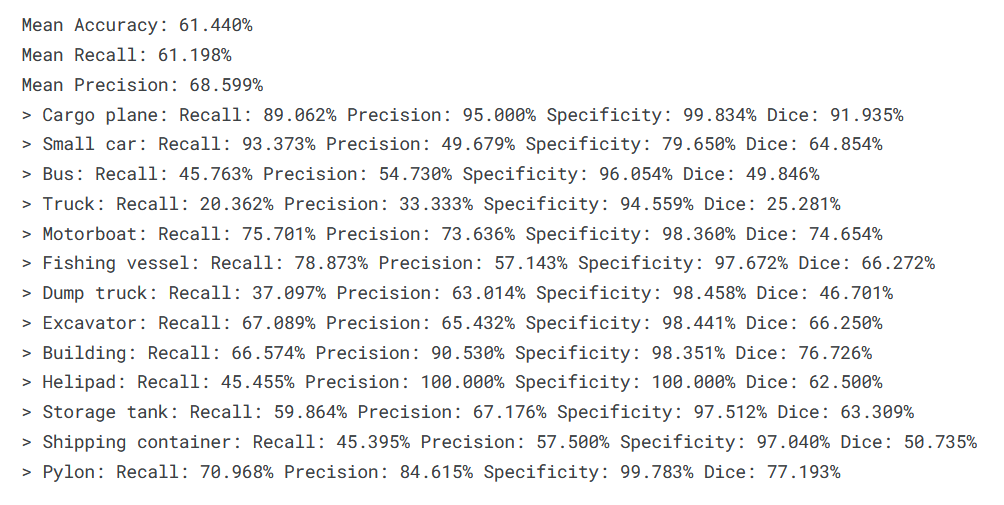 Mean Accuracy: 61.440%
Mean Recall: 61.198%
Mean Precision: 68.599%
> Cargo plane: Recall: 89.062% Precision: 95.000% Specificity: 99.834% Dice: 91.935%
> Small car: Recall: 93.373% Precision: 49.679% Specificity: 79.650% Dice: 64.854%
> Bus: Recall: 45.763% Precision: 54.730% Specificity: 96.054% Dice: 49.846%
> Truck: Recall: 20.362% Precision: 33.333% Specificity: 94.559% Dice: 25.281%
> Motorboat: Recall: 75.701% Precision: 73.636% Specificity: 98.360% Dice: 74.654%
> Fishing vessel: Recall: 78.873% Precision: 57.143% Specificity: 97.672% Dice: 66.272%
> Dump truck: Recall: 37.097% Precision: 63.014% Specificity: 98.458% Dice: 46.701%
> Excavator: Recall: 67.089% Precision: 65.432% Specificity: 98.441% Dice: 66.250%
> Building: Recall: 66.574% Precision: 90.530% Specificity: 98.351% Dice: 76.726%
> Helipad: Recall: 45.455% Precision: 100.000% Specificity: 100.000% Dice: 62.500%
> Storage tank: Recall: 59.864% Precision: 67.176% Specificity: 97.512% Dice: 63.309%
> Shipping container: Recall: 45.395% Precision: 57.500% Specificity: 97.040% Dice: 50.735%
> Pylon: Recall: 70.968% Precision: 84.615% Specificity: 99.783% Dice: 77.193%